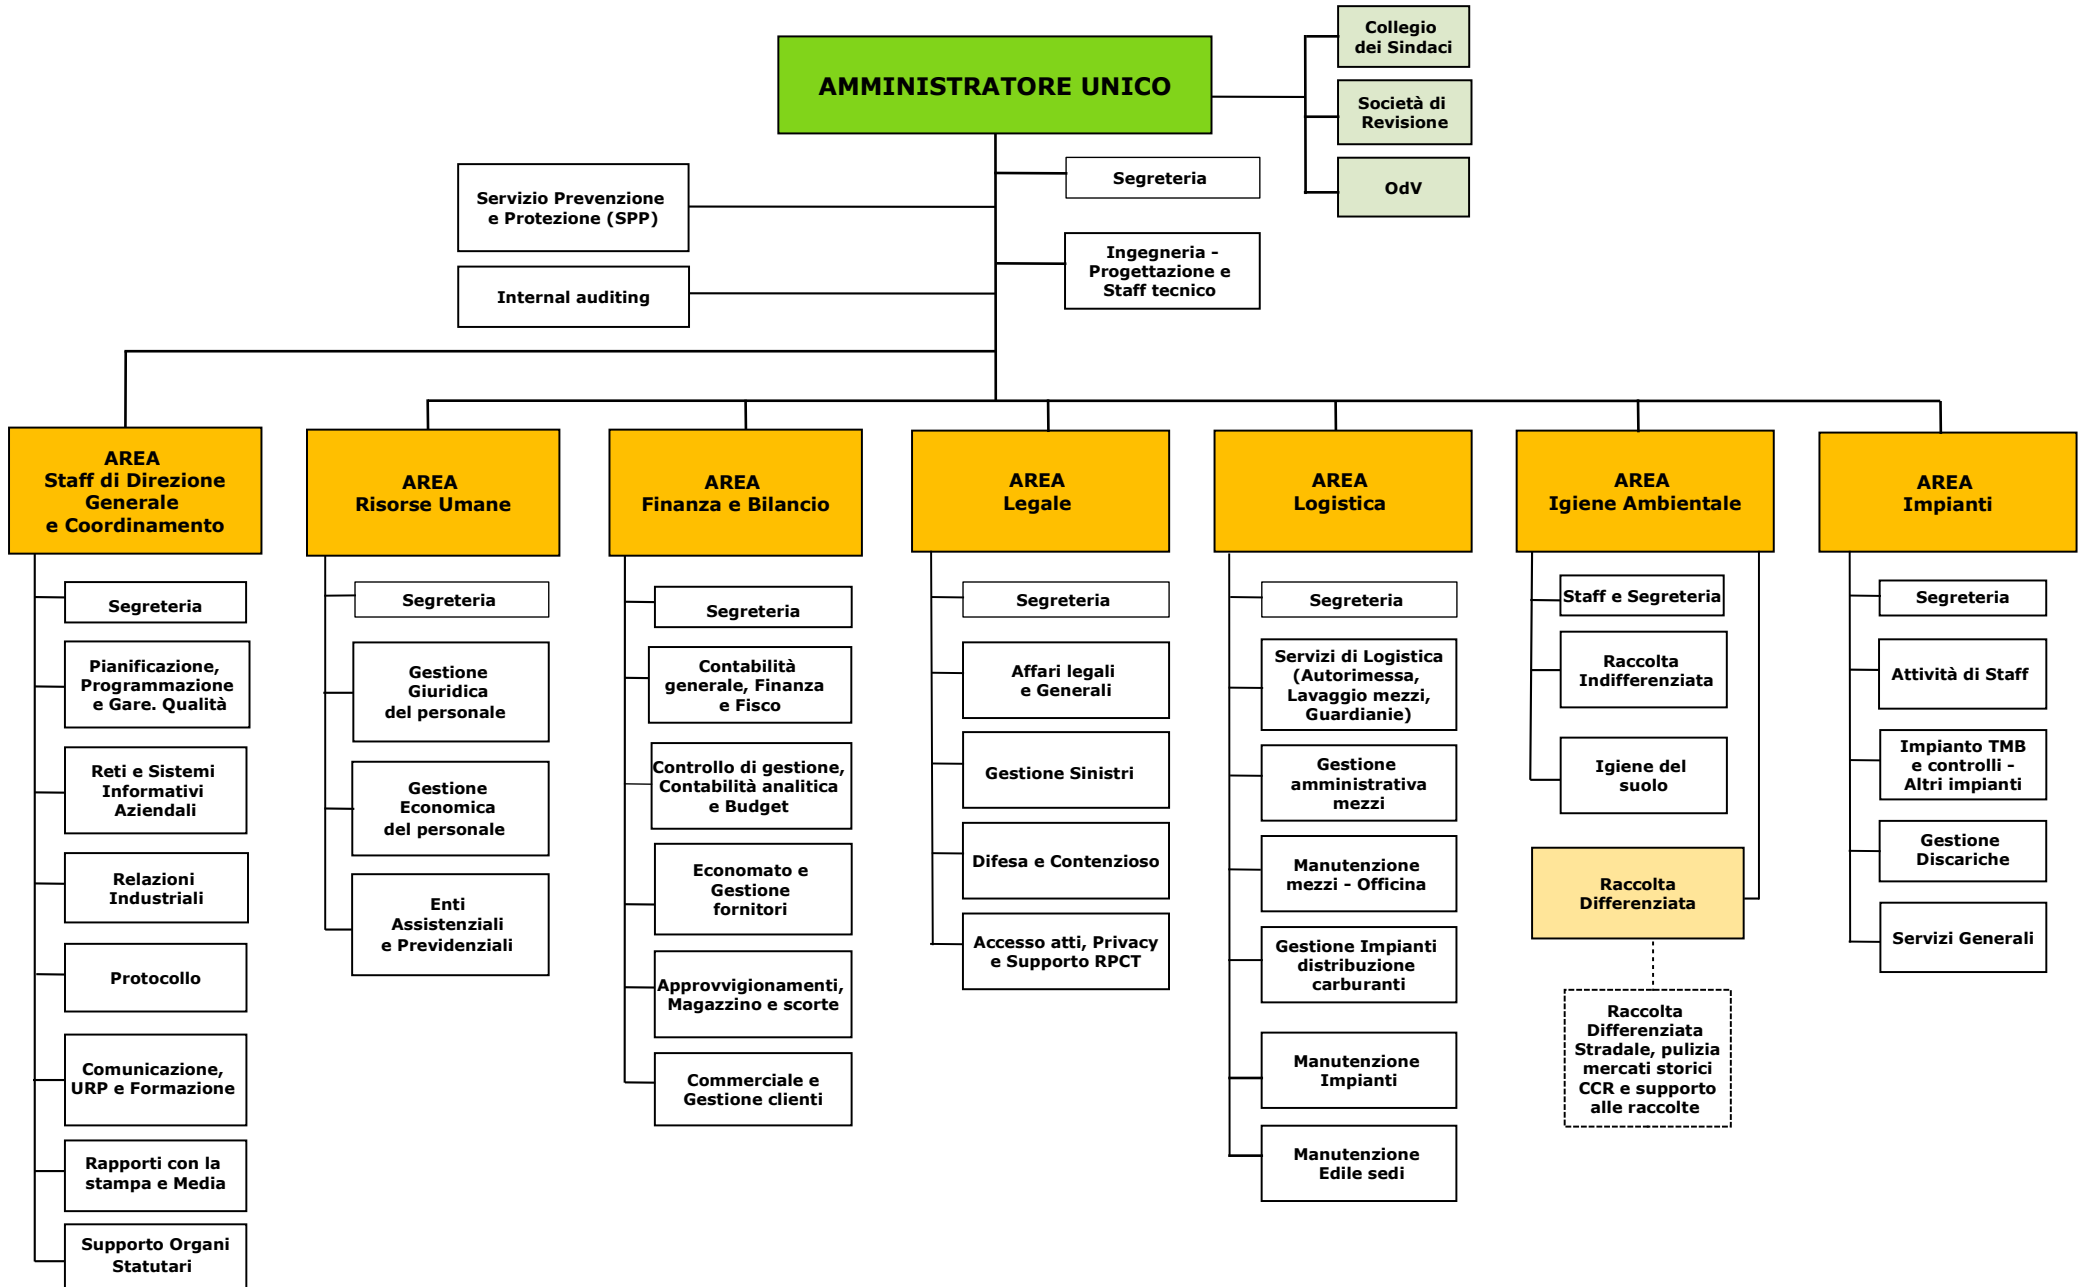 Collegio
dei Sindaci
AMMINISTRATORE UNICO
Società di
Revisione
OdV
Segreteria
Servizio Prevenzione
e Protezione (SPP)
Ingegneria -
Progettazione e
Staff tecnico
Internal auditing
AREA
Staff di Direzione
Generale
e Coordinamento
Segreteria
Pianificazione,
Programmazione
e Gare. Qualità
Reti e Sistemi
Informativi
Aziendali
Relazioni
Industriali
Protocollo
Comunicazione,
URP e Formazione
Rapporti con la
stampa e Media
Supporto Organi
Statutari
AREA
Risorse Umane
Segreteria
Gestione
Giuridica
del personale
Gestione
Economica
del personale
Enti
Assistenziali
e Previdenziali
AREA
Finanza e Bilancio
Segreteria
Contabilità
generale, Finanza
e Fisco
Controllo di gestione,
Contabilità analitica
e Budget
Economato e
Gestione
fornitori
Approvvigionamenti,
Magazzino e scorte
Commerciale e
Gestione clienti
AREA
Legale
Segreteria
Affari legali
e Generali
Gestione Sinistri
Difesa e Contenzioso
Accesso atti, Privacy
e Supporto RPCT
AREA
Logistica
Segreteria
Servizi di Logistica
(Autorimessa,
Lavaggio mezzi,
Guardianie)
Gestione
amministrativa
mezzi
Manutenzione
mezzi - Officina
Gestione Impianti
distribuzione
carburanti
Manutenzione
Impianti
Manutenzione
Edile sedi
AREA
Igiene Ambientale
Staff e Segreteria
Raccolta
Indifferenziata
Igiene del
suolo
Raccolta
Differenziata
Raccolta
Differenziata
Stradale, pulizia
mercati storici
CCR e supporto
alle raccolte
AREA
Impianti
Segreteria
Attività di Staff
Impianto TMB
e controlli -
Altri impianti
Gestione
Discariche
Servizi Generali